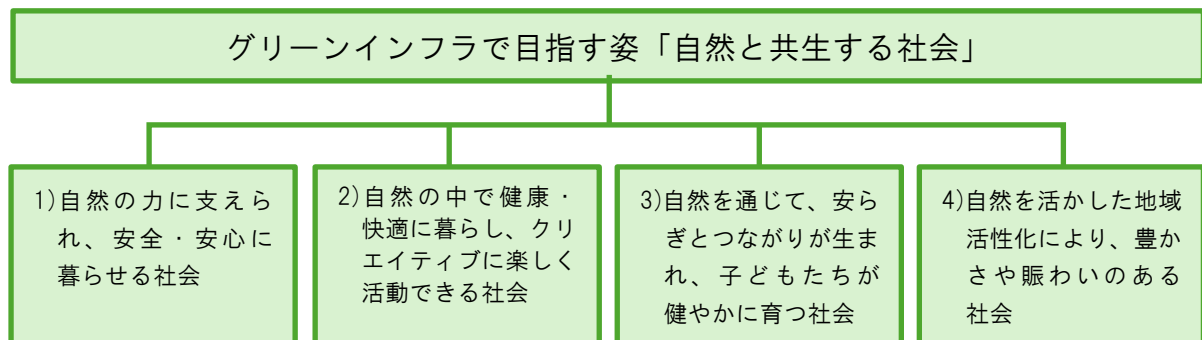 グリーンインフラで目指す姿「自然と共生する社会」
1)自然の力に支えら
れ、安全・安心に
暮らせる社会
2)自然の中で健康・
快適に暮らし、クリ
エイティブに楽しく
活動できる社会
3)自然を通じて、安ら
ぎとつながりが生ま
れ、子どもたちが
健やかに育つ社会
4)自然を活かした地域
活性化により、豊か
さや賑わいのある
社会